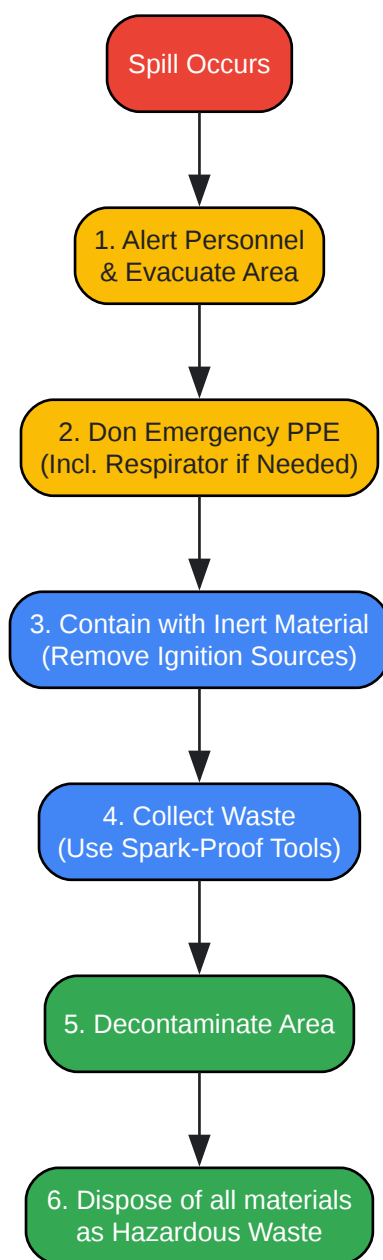 Spill Occurs
1. Alert Personnel
& Evacuate Area
2. Don Emergency PPE
(Incl. Respirator if Needed)
3. Contain with Inert Material
(Remove Ignition Sources)
4. Collect Waste
(Use Spark-Proof Tools)
5. Decontaminate Area
6. Dispose of all materials
as Hazardous Waste